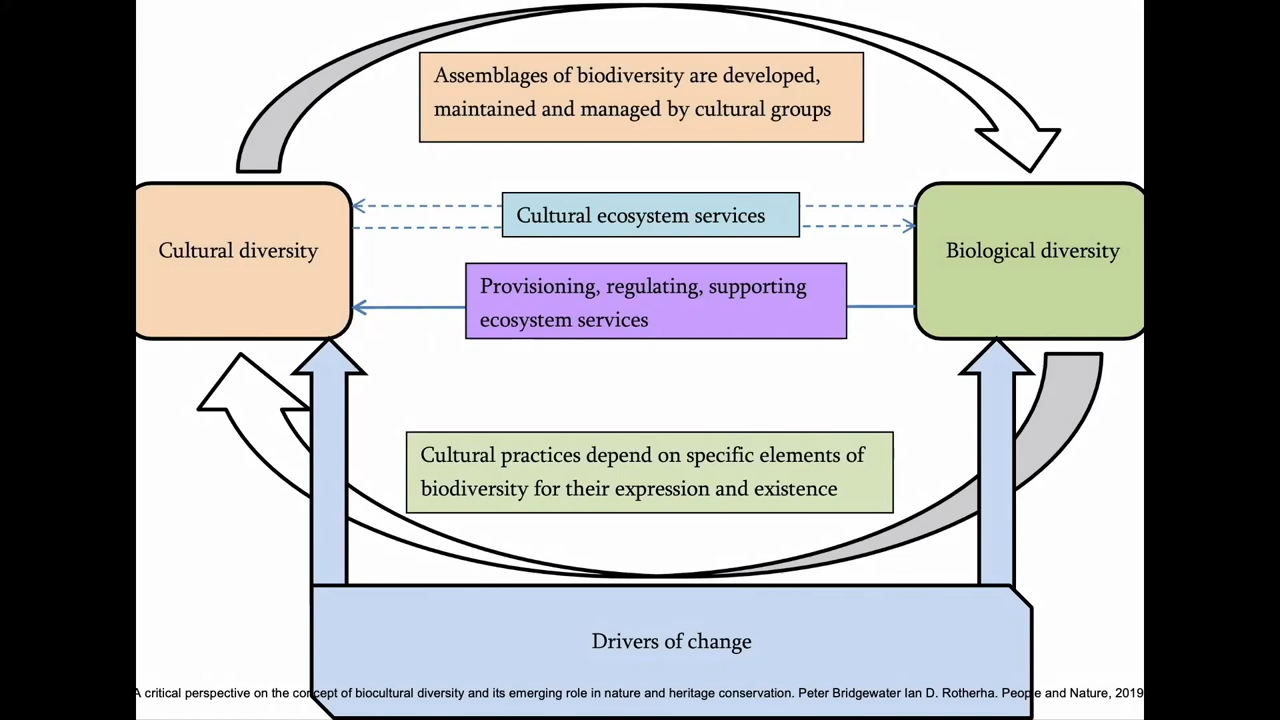 Assemblages of biodiversity are developed,
maintained and managed by cultural groups
Cultural ecosystem services
Cultural diversity
Biological diversity
Provisioning, regulating, supporting
ecosystem services
Cultural practices depend on specific elements of
biodiversity for their expression and existence
Drivers of change
A critical perspective on the concept of biocultural diversity and its emerging role in nature and heritage conservation. Peter Bridgewater Ian D. Rotherha. People and Nature, 2019